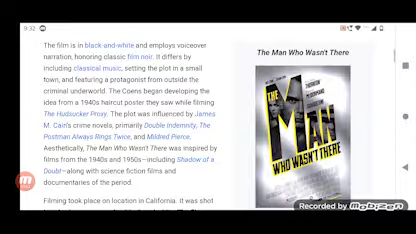 9:32
The film is in black-and-white and employs voiceover
narration, honoring classic film noir. It differs by
including classical music, setting the plot in a small
town, and featuring a protagonist from outside the
criminal underworld. The Coens began developing the
idea from a 1940s haircut poster they saw while filming
The Hudsucker Proxy. The plot was influenced by James
M. Cain's crime novels; primarily Double Indemnity, The
Postman Always Rings Twice, and Mildred Pierce.
Aesthetically, The Man Who Wasn't There was inspired by
films from the 1940s and 1950s—including Shadow of a
Doubt—along with science fiction films and
documentaries of the period.
Filming took place on location in California. It was shot
The Man Who Wasn't There
THE
MAN
WHO WASN'T THERE
Recorded by Mobizen